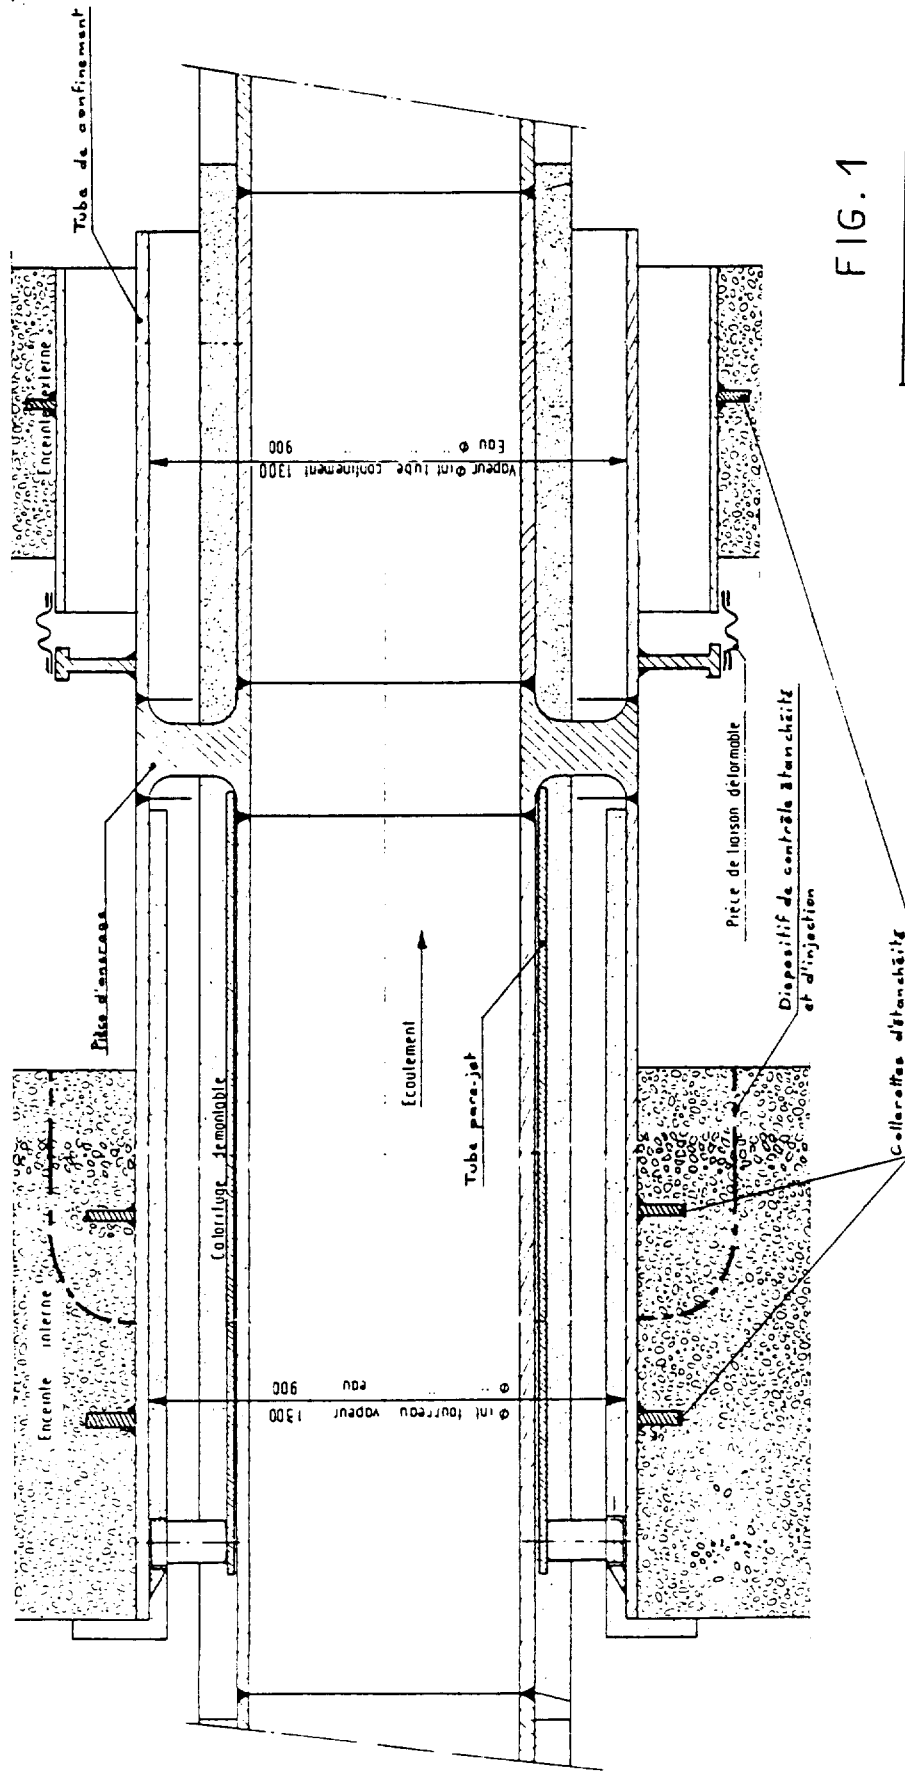 Tube de confinement
Enceinte externe
Vapeur Φ int tube confinement 1300
Eau Φ " " 900
FIG. 1
Pièce d'ancrage
Pièce de liaison déformable
Dispositif de contrôle étanchéité
et d'injection
Ecoulement
Tube pare-jet
Calorifuge démontable
Collerettes d'étanchéité
Enceinte interne
Φ int fourreau vapeur 1300
Φ " " eau 900